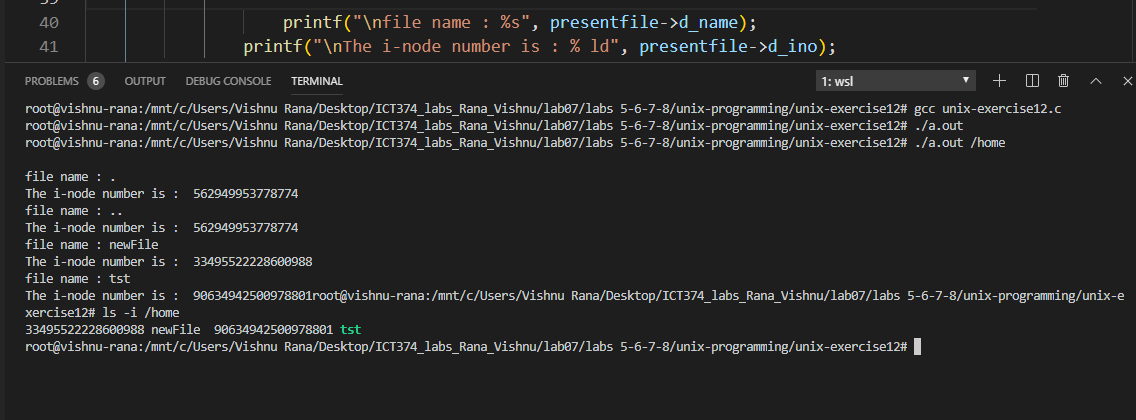 40 printf("\nfile name : %s", presentfile->d_name);
41 printf("\nThe i-node number is : % ld", presentfile->d_ino);
PROBLEMS 6 OUTPUT DEBUG CONSOLE TERMINAL 1: wsl
root@vishnu-rana:/mnt/c/Users/Vishnu Rana/Desktop/ICT374_labs_Rana_Vishnu/lab07/labs 5-6-7-8/unix-programming/unix-exercise12# gcc unix-exercise12.c
root@vishnu-rana:/mnt/c/Users/Vishnu Rana/Desktop/ICT374_labs_Rana_Vishnu/lab07/labs 5-6-7-8/unix-programming/unix-exercise12# ./a.out
root@vishnu-rana:/mnt/c/Users/Vishnu Rana/Desktop/ICT374_labs_Rana_Vishnu/lab07/labs 5-6-7-8/unix-programming/unix-exercise12# ./a.out /home
file name : .
The i-node number is :  562949953778774
file name : ..
The i-node number is :  562949953778774
file name : newFile
The i-node number is :  33495522228600988
file name : tst
The i-node number is :  90634942500978801root@vishnu-rana:/mnt/c/Users/Vishnu Rana/Desktop/ICT374_labs_Rana_Vishnu/lab07/labs 5-6-7-8/unix-programming/unix-e
xercise12# ls -i /home
33495522228600988 newFile  90634942500978801 tst
root@vishnu-rana:/mnt/c/Users/Vishnu Rana/Desktop/ICT374_labs_Rana_Vishnu/lab07/labs 5-6-7-8/unix-programming/unix-exercise12#